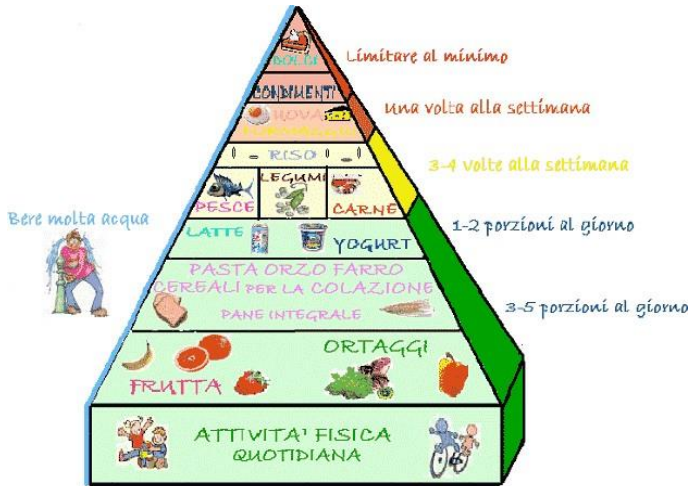 DOLCI
Limitare al minimo
CONDIMENTI
UOVA
Una volta alla settimana
FORMAGGIO
RISO
3-4 volte alla settimana
LEGUMI
PESCE
CARNE
Bere molta acqua
1-2 porzioni al giorno
LATTE
YOGURT
PASTA ORZO FARRO
CEREALI PER LA COLAZIONE
PANE INTEGRALE
3-5 porzioni al giorno
ORTAGGI
FRUTTA
ATTIVITA' FISICA
QUOTIDIANA